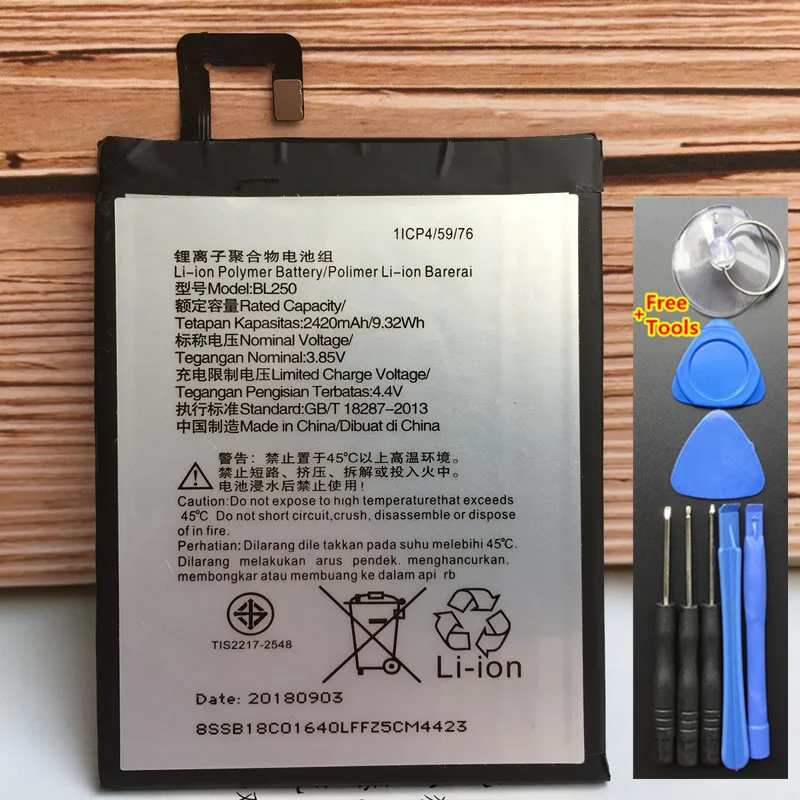 1ICP4/59/76
锂离子聚合物电池组
Li-ion Polymer Battery/Polimer Li-ion Barerai
型号Model:BL250
额定容量Rated Capacity/
Tetapan Kapasitas:2420mAh/9.32Wh
标称电压Nominal Voltage/
Tegangan Nominal:3.85V
充电限制电压Limited Charge Voltage/
Tegangan Pengisian Terbatas:4.4V
执行标准Standard:GB/T 18287-2013
中国制造Made in China/Dibuat di China
警告:禁止置于45℃以上高温环境。
禁止短路、挤压、拆解或投入火中。
电池浸水后禁止使用。
Caution:Do not expose to high temperaturethat exceeds
45℃ Do not short circuit,crush, disassemble or dispose
of in fire.
Perhatian: Dilarang dile takkan pada suhu melebihi 45℃.
Dilarang melakukan arus pendek. menghancurkan.
membongkar atau membuang ke dalam api rb
TIS2217-2548
Li-ion
Date: 20180903
8SSB18C01640LFFZ5CM4423
+Free
Tools